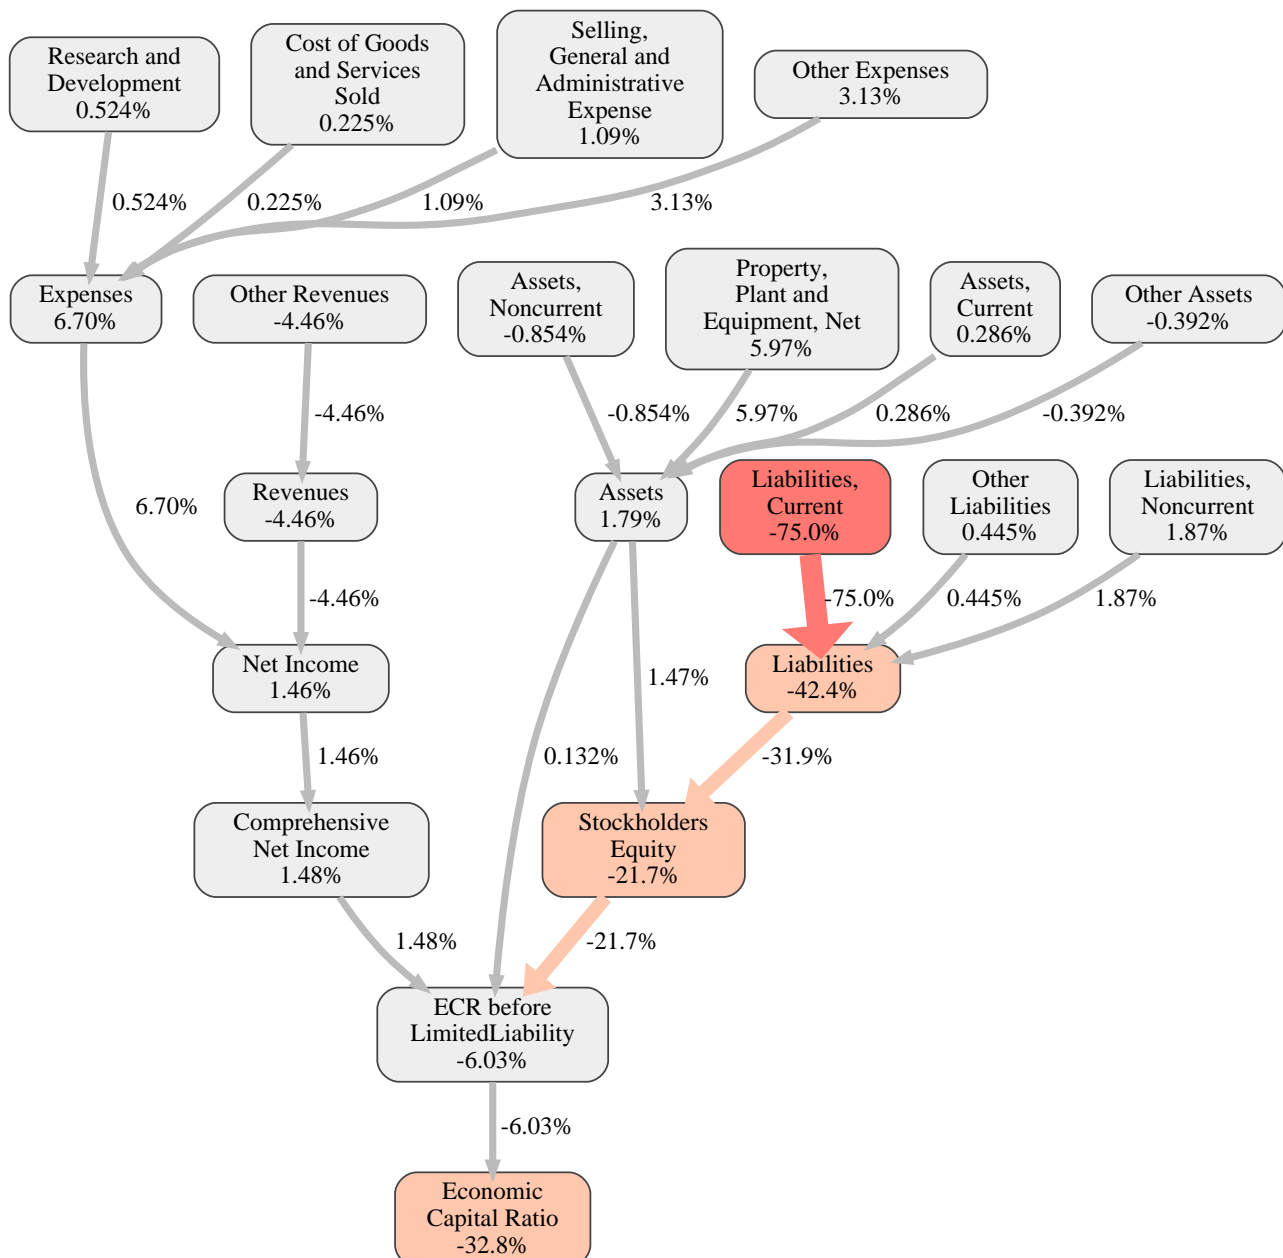 Research and
Development
0.524%
Cost of Goods
and Services
Sold
0.225%
Selling,
General and
Administrative
Expense
1.09%
Other Expenses
3.13%
0.524%
0.225%
1.09%
3.13%
Expenses
6.70%
Other Revenues
-4.46%
Assets,
Noncurrent
-0.854%
Property,
Plant and
Equipment, Net
5.97%
Assets,
Current
0.286%
Other Assets
-0.392%
-4.46%
-0.854%
5.97%
0.286%
-0.392%
6.70%
Revenues
-4.46%
Assets
1.79%
Liabilities,
Current
-75.0%
Other
Liabilities
0.445%
Liabilities,
Noncurrent
1.87%
-4.46%
-75.0%
0.445%
1.87%
Net Income
1.46%
1.47%
Liabilities
-42.4%
1.46%
0.132%
-31.9%
Comprehensive
Net Income
1.48%
Stockholders
Equity
-21.7%
1.48%
-21.7%
ECR before
LimitedLiability
-6.03%
-6.03%
Economic
Capital Ratio
-32.8%